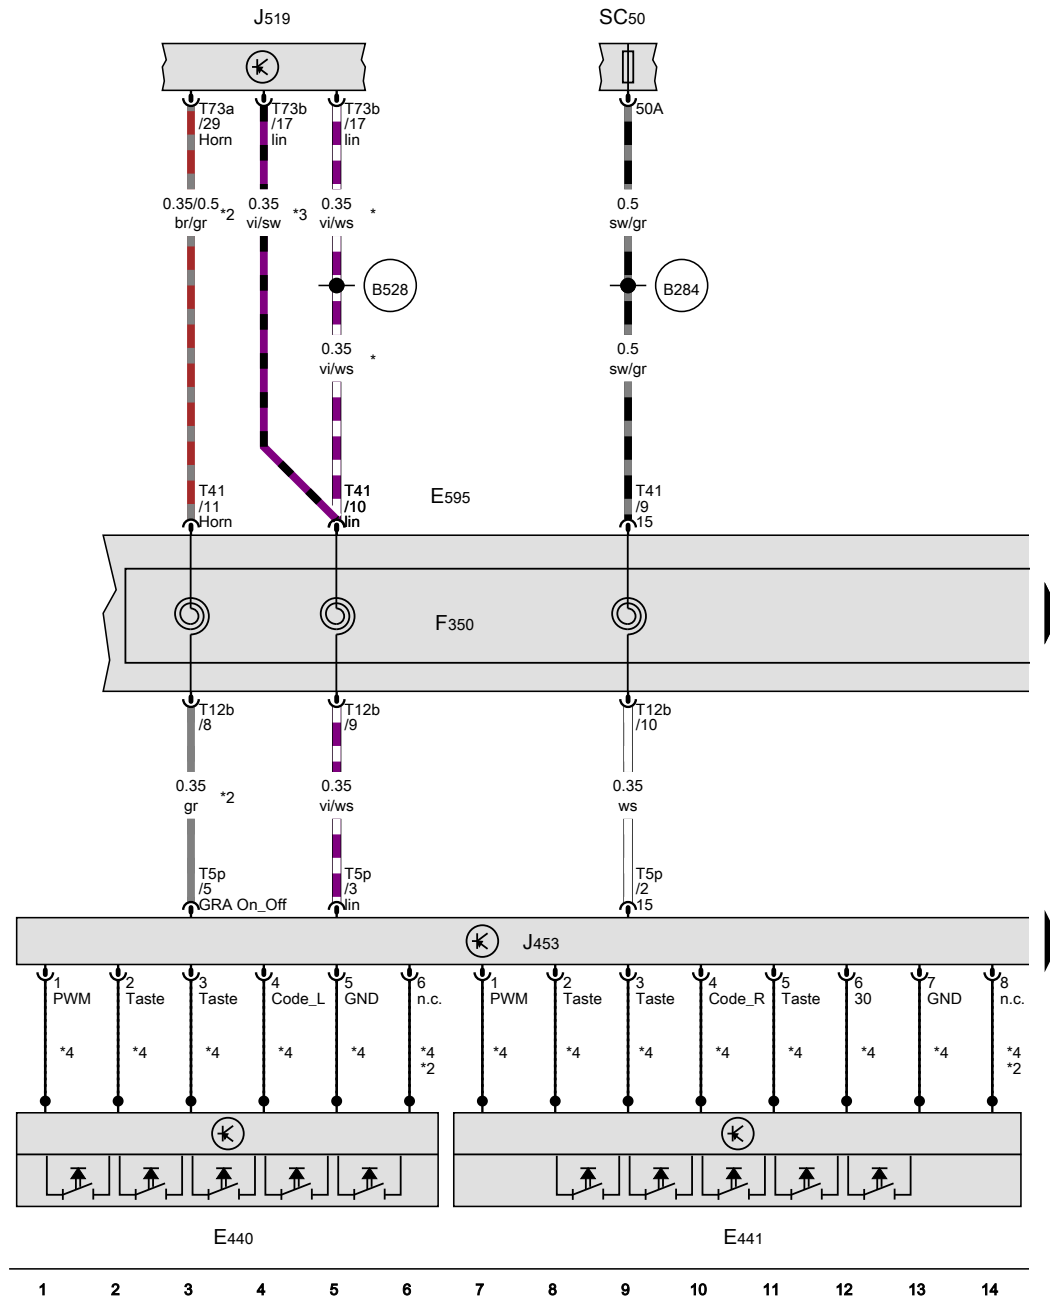 J519
SC50
T73a
/29
Horn
T73b
/17
lin
T73b
/17
lin
50A
0.35/0.5
br/gr
*2
0.35
vi/sw
*3
0.35
vi/ws
*
0.5
sw/gr
B528
B284
0.35
vi/ws
*
0.5
sw/gr
T41
/11
Horn
T41
/10
lin
E595
T41
/9
15
F350
T12b
/8
T12b
/9
T12b
/10
0.35
gr
*2
0.35
vi/ws
0.35
ws
T5p
/5
GRA On_Off
T5p
/3
lin
T5p
/2
15
J453
1
PWM
2
Taste
3
Taste
4
Code_L
5
GND
6
n.c.
1
PWM
2
Taste
3
Taste
4
Code_R
5
Taste
6
30
7
GND
8
n.c.
*4
*4
*4
*4
*4
*4
*2
*4
*4
*4
*4
*4
*4
*4
*4
*2
E440
E441
1 2 3 4 5 6 7 8 9 10 11 12 13 14